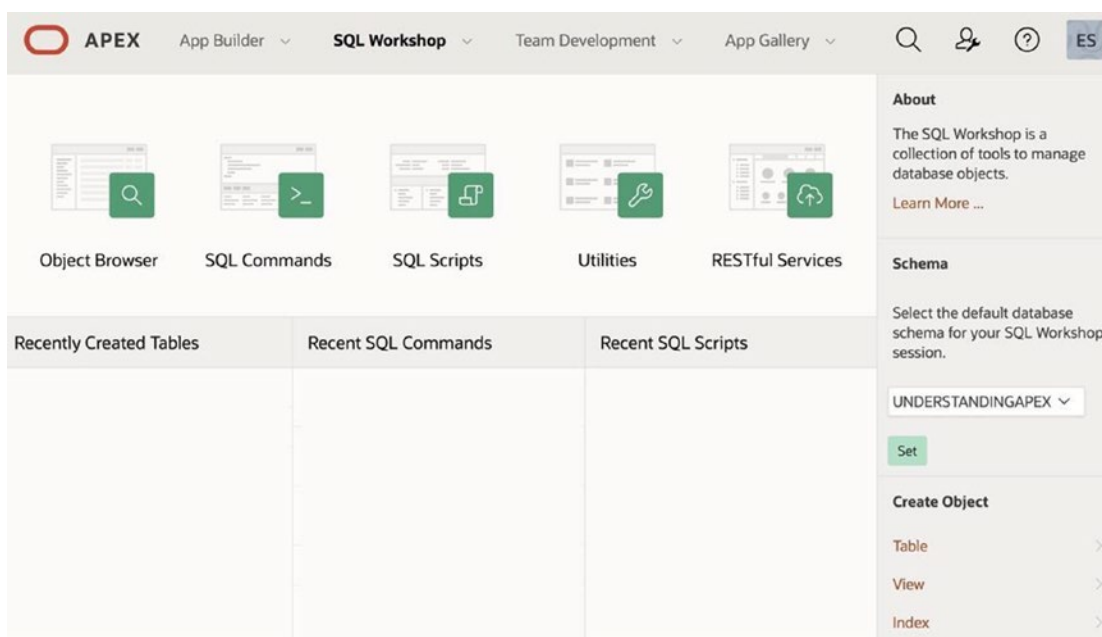 APEX App Builder SQL Workshop Team Development App Gallery ? ES
>_
Object Browser SQL Commands SQL Scripts Utilities RESTful Services
Recently Created Tables Recent SQL Commands Recent SQL Scripts
About
The SQL Workshop is a
collection of tools to manage
database objects.
Learn More ...
Schema
Select the default database
schema for your SQL Workshop
session.
UNDERSTANDINGAPEX
Set
Create Object
Table
View
Index